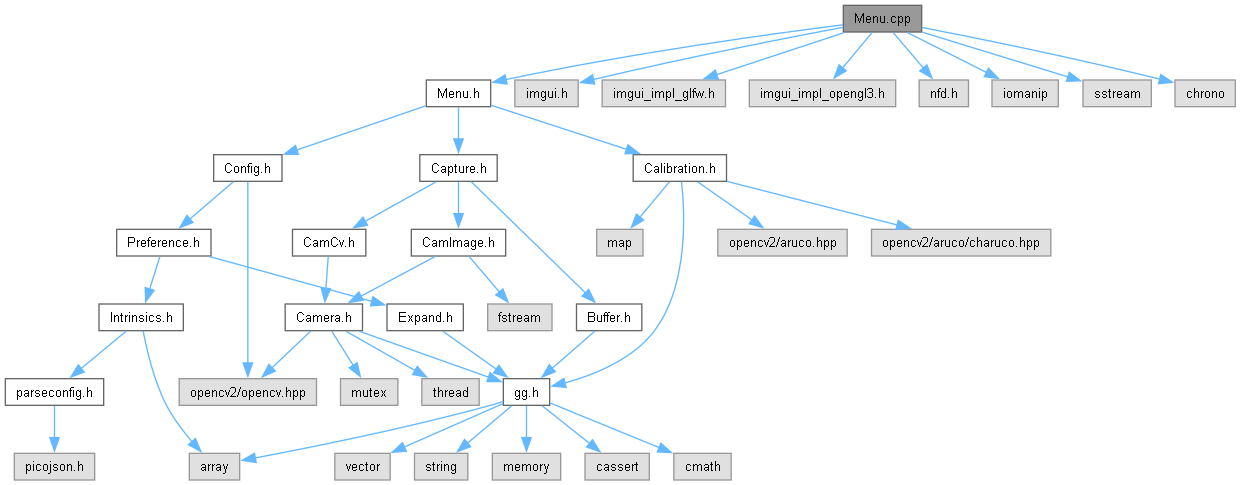 Menu.cpp
Menu.h
imgui.h
imgui_impl_glfw.h
imgui_impl_opengl3.h
nfd.h
iomanip
sstream
chrono
Config.h
Capture.h
Calibration.h
Preference.h
CamCv.h
CamImage.h
map
opencv2/aruco.hpp
opencv2/aruco/charuco.hpp
Intrinsics.h
Camera.h
Expand.h
fstream
Buffer.h
parseconfig.h
opencv2/opencv.hpp
mutex
thread
gg.h
picojson.h
array
vector
string
memory
cassert
cmath